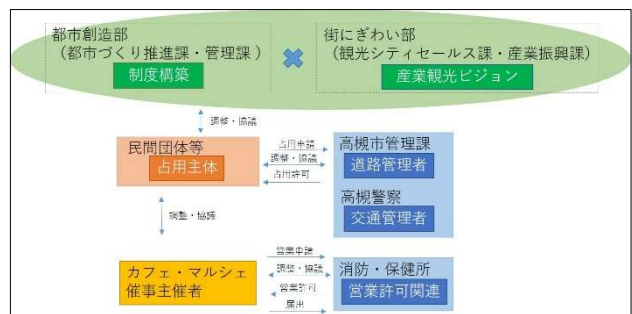 都市創造部
（都市づくり推進課・管理課）
制度構築
街にぎわい部
（観光シティセールス課・産業振興課）
産業観光ビジョン
調整・協議
民間団体等
占用主体
占用申請
調整・協議
占用許可
高槻市管理課
道路管理者
高槻警察
交通管理者
調整・協議
カフェ・マルシェ
催事主催者
営業申請
調整・協議
営業許可
届出
消防・保健所
営業許可関連